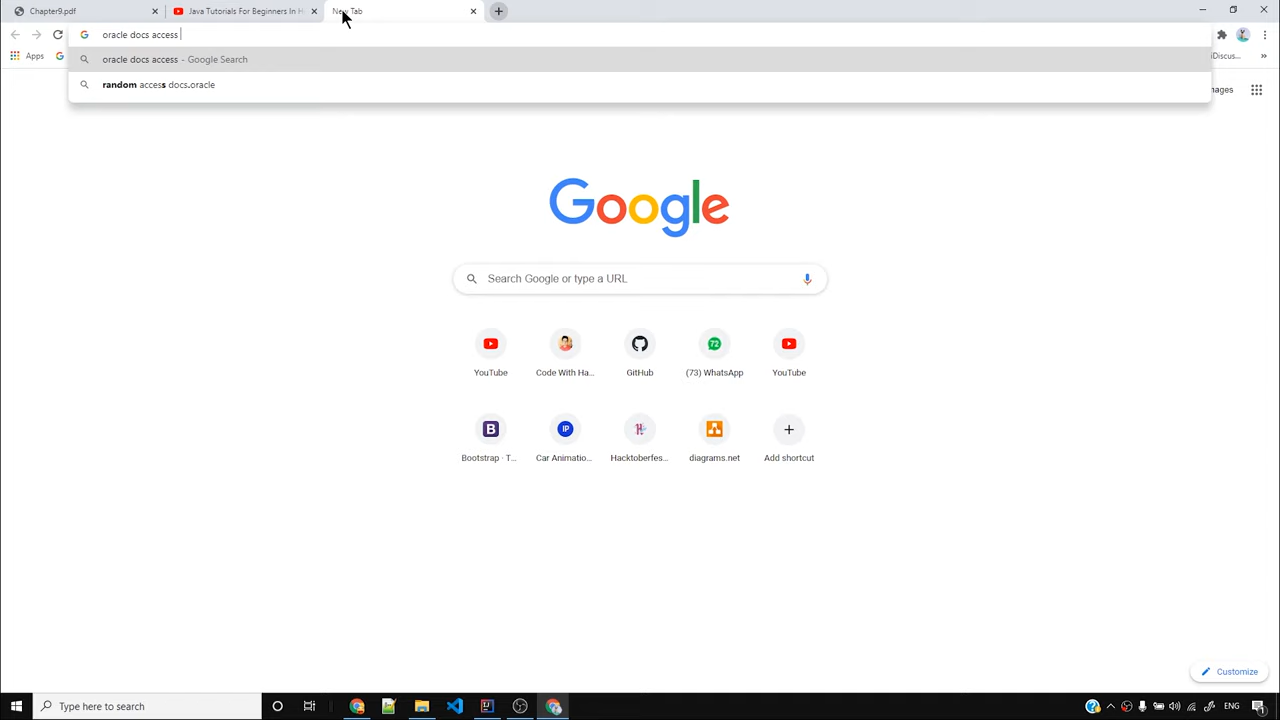 Chapter9.pdf
Java Tutorials For Beginners In H
New Tab
oracle docs access
Apps
iDiscus...
»
oracle docs access - Google Search
random access docs.oracle
Google
Search Google or type a URL
YouTube
Code With Ha...
GitHub
(73) WhatsApp
YouTube
Bootstrap · T...
Car Animatio...
Hacktoberfes...
diagrams.net
Add shortcut
Customize
Type here to search
ENG